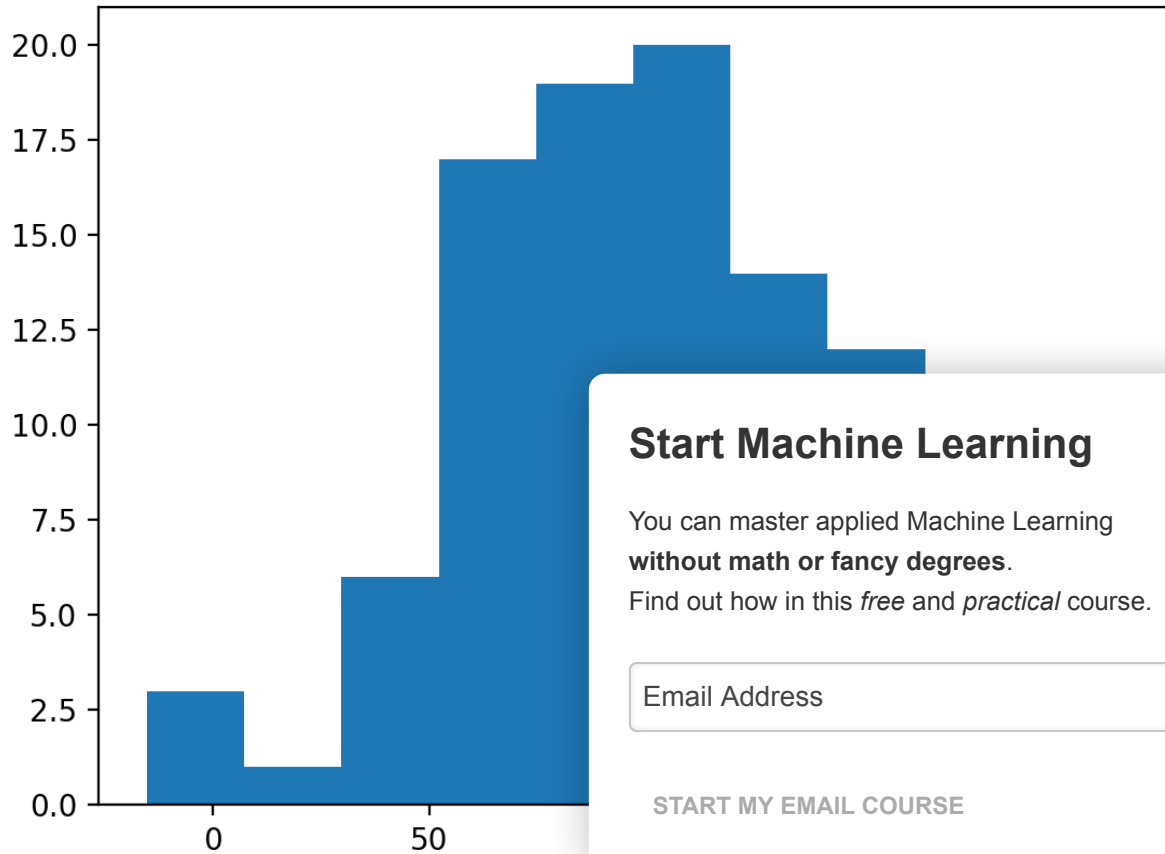 20.0
17.5
15.0
12.5
10.0
7.5
5.0
2.5
0.0
0
50
Start Machine Learning
You can master applied Machine Learning
without math or fancy degrees.
Find out how in this free and practical course.
Email Address
START MY EMAIL COURSE